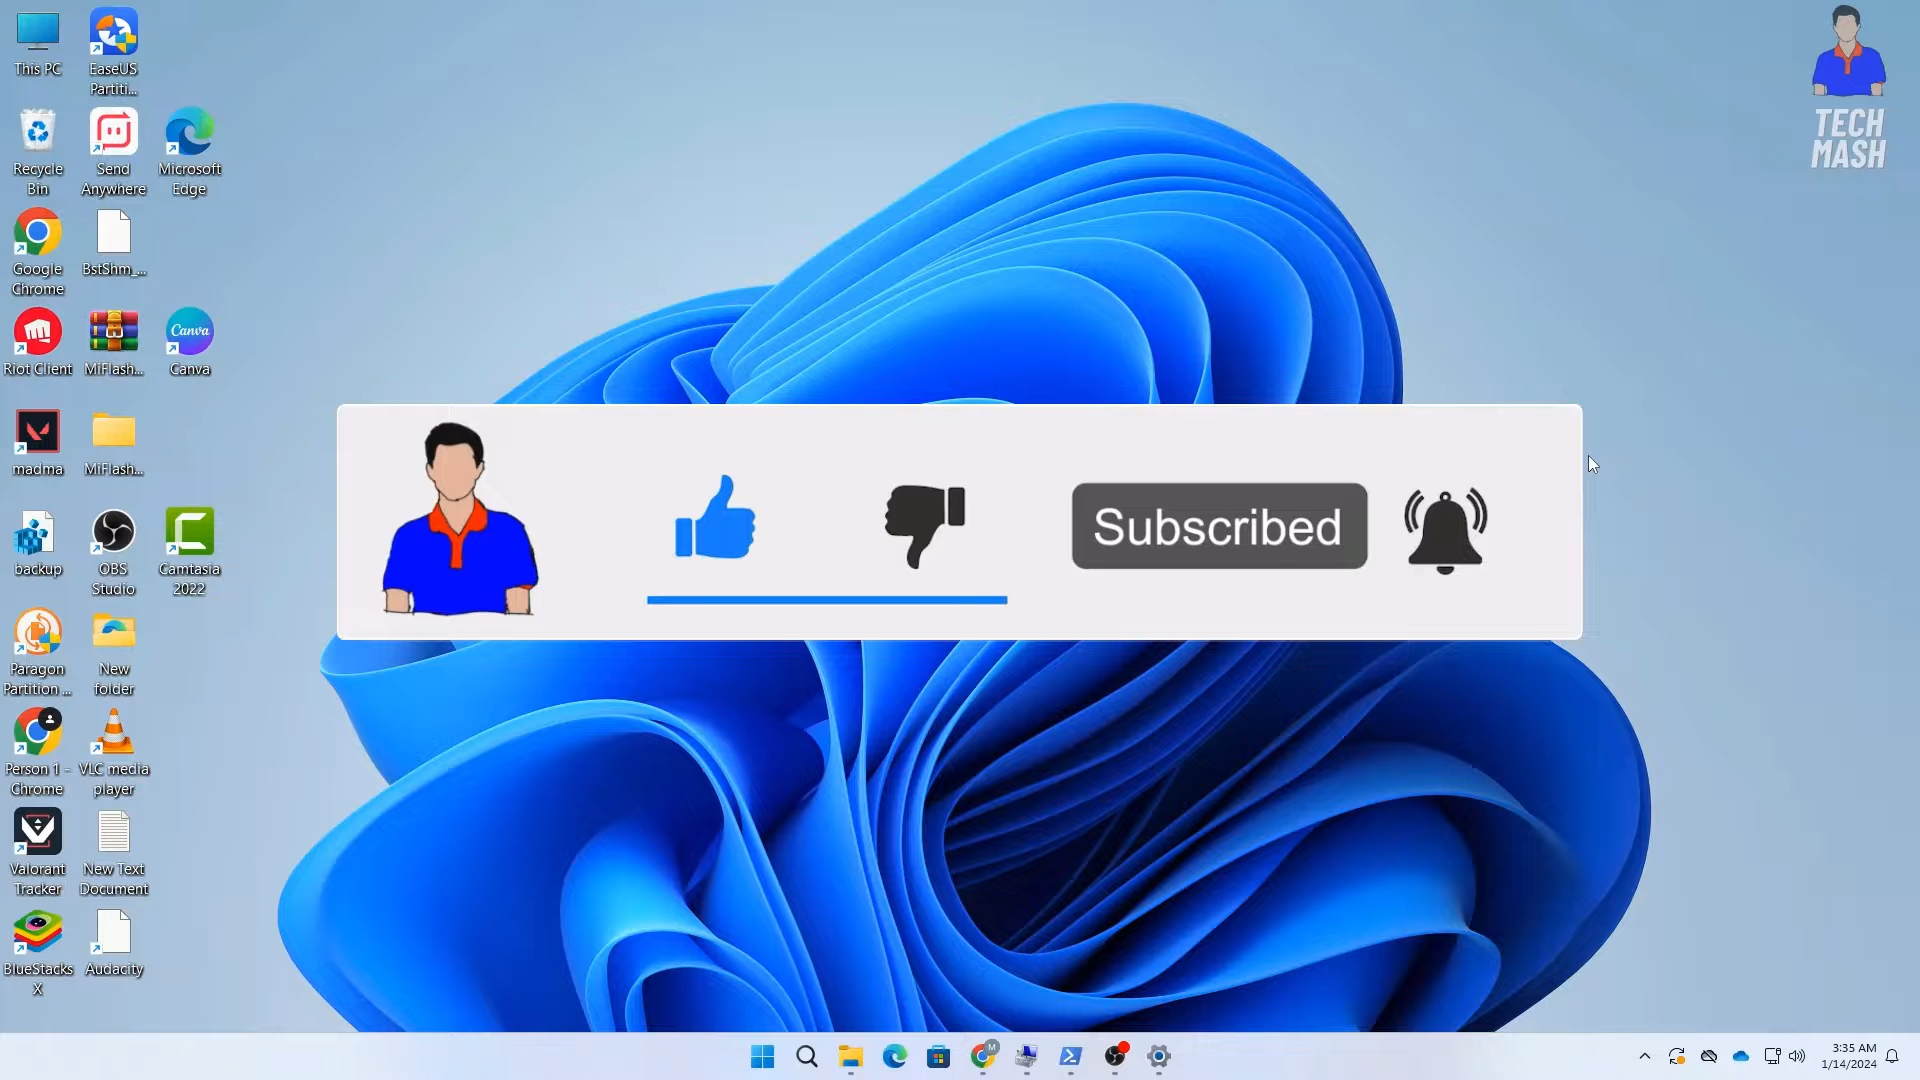 This PC
EaseUS
Partiti...
Recycle
Bin
Send
Anywhere
Microsoft
Edge
Google
Chrome
BstShm_...
Riot Client
MiFlash...
Canva
Canva
madma
MiFlash...
backup
OBS
Studio
Camtasia
2022
Paragon
Partition ...
New
folder
Person 1 -
Chrome
VLC media
player
Valorant
Tracker
New Text
Document
BlueStacks
X
Audacity
TECH
MASH
Subscribed
M
3:35 AM
1/14/2024